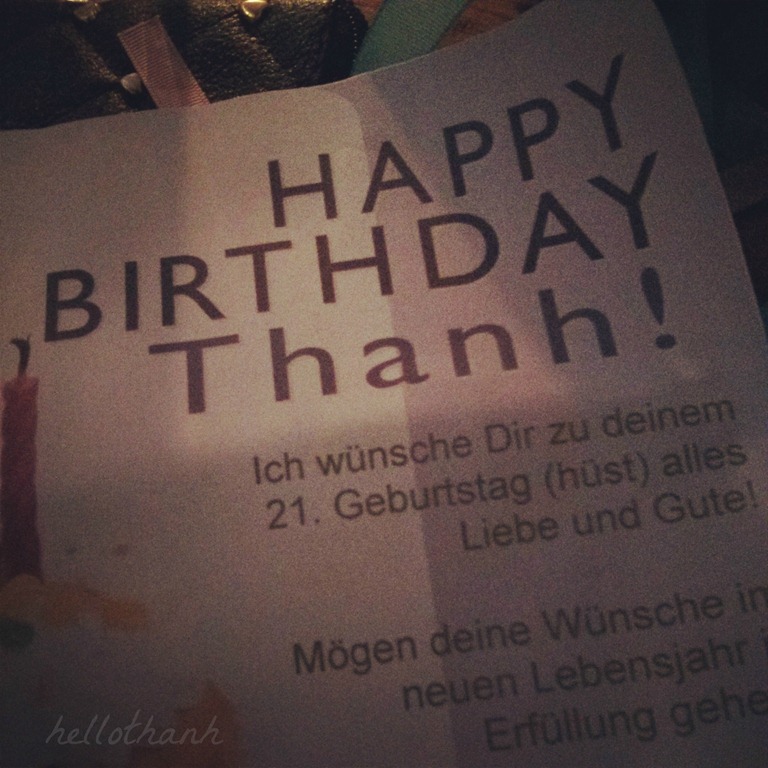 HAPPY
BIRTHDAY
Thanh!
Ich wünsche Dir zu deinem
21. Geburtstag (hüst) alles
Liebe und Gute!
Mögen deine Wünsche in
neuen Lebensjahr
Erfüllung gehe
hellothanh